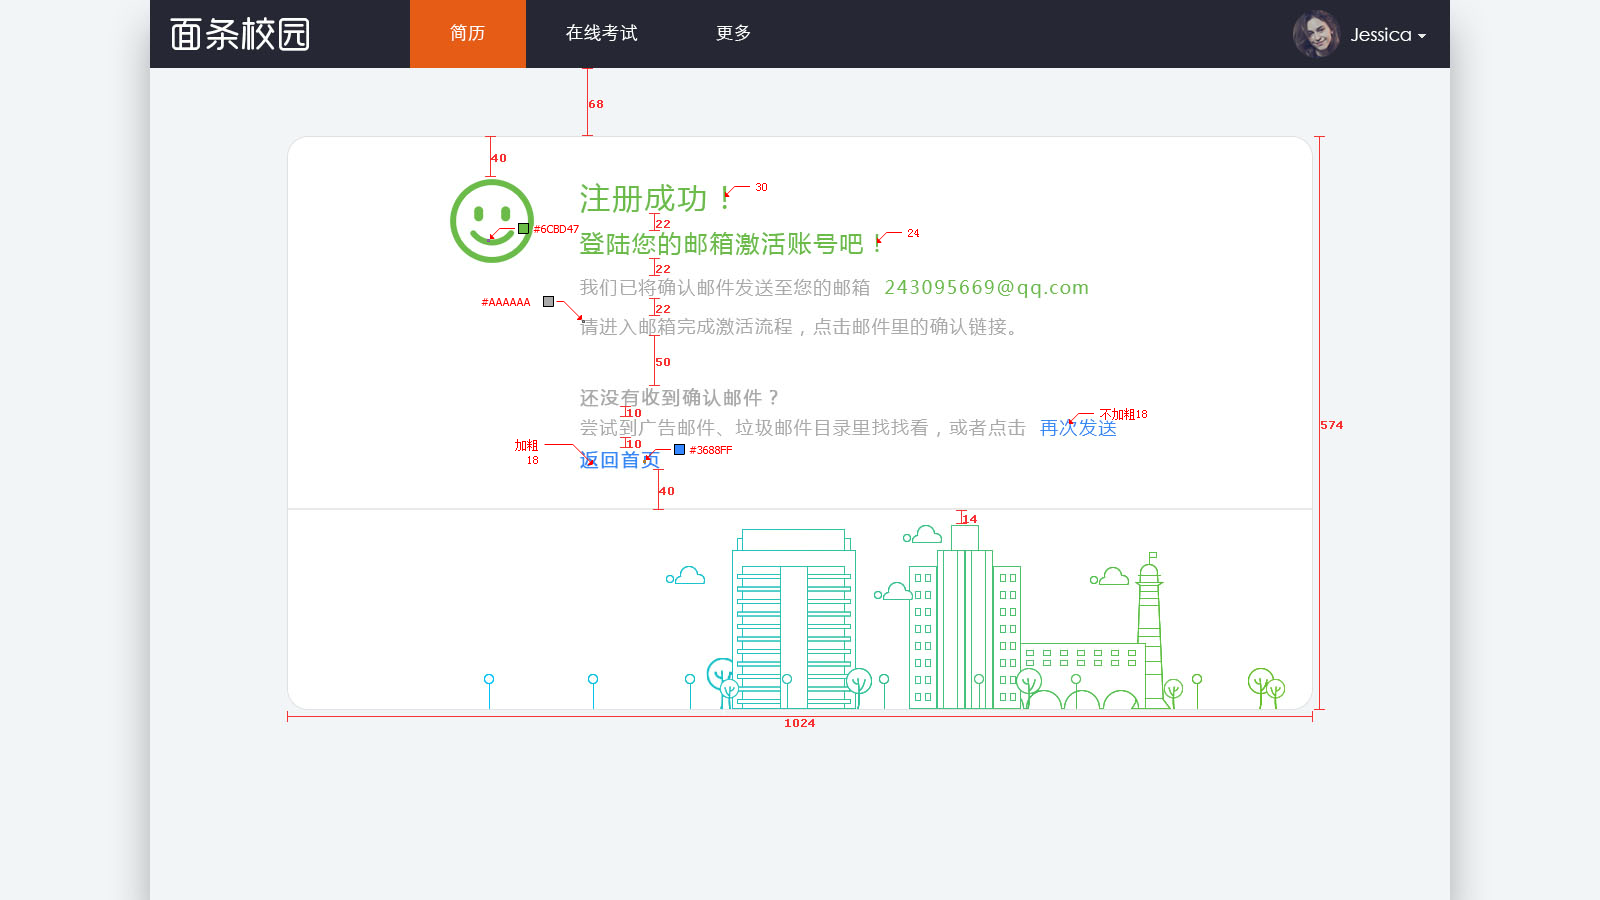 面条校园
简历
在线考试
更多
Jessica
68
40
注册成功！
30
22
#6CBD47
登陆您的邮箱激活账号吧！
24
22
我们已将确认邮件发送至您的邮箱 243095669@qq.com
#AAAAAA
22
请进入邮箱完成激活流程，点击邮件里的确认链接。
50
还没有收到确认邮件？
10
不加粗18
尝试到广告邮件、垃圾邮件目录里找找看，或者点击 再次发送
574
10
加粗
18
#3688FF
返回首页
40
14
1024